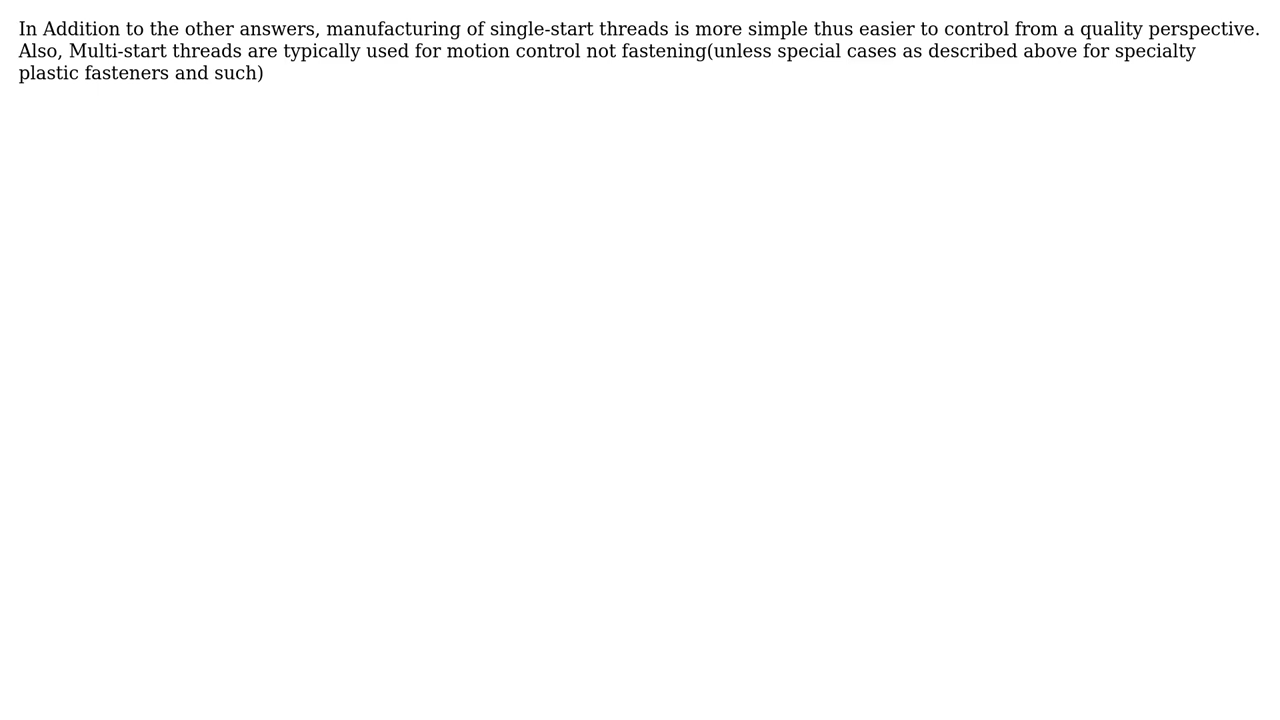 In Addition to the other answers, manufacturing of single-start threads is more simple thus easier to control from a quality perspective.
Also, Multi-start threads are typically used for motion control not fastening(unless special cases as described above for specialty
plastic fasteners and such)